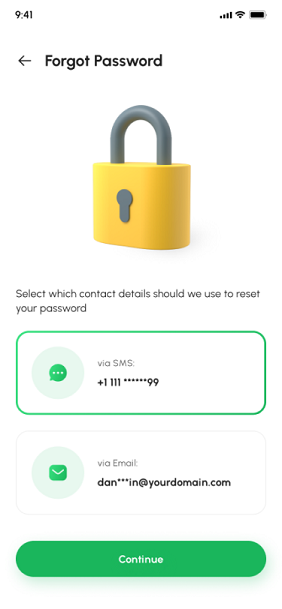 9:41
Forgot Password
Select which contact details should we use to reset
your password
via SMS:
+1 111 ******99
via Email:
dan***in@yourdomain.com
Continue